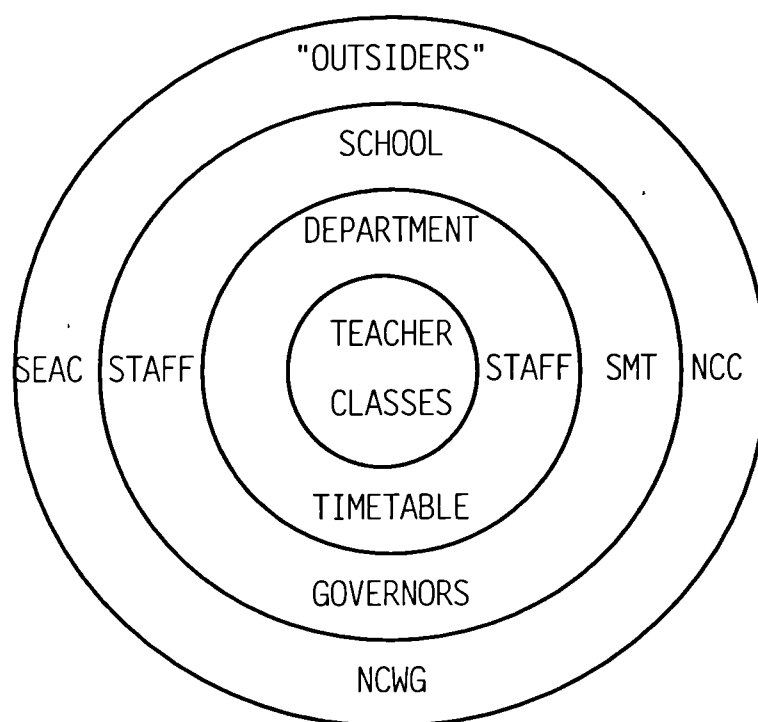 "OUTSIDERS"
SCHOOL
DEPARTMENT
TEACHER
SEAC STAFF STAFF SMT NCC
CLASSES
TIMETABLE
GOVERNORS
NCWG